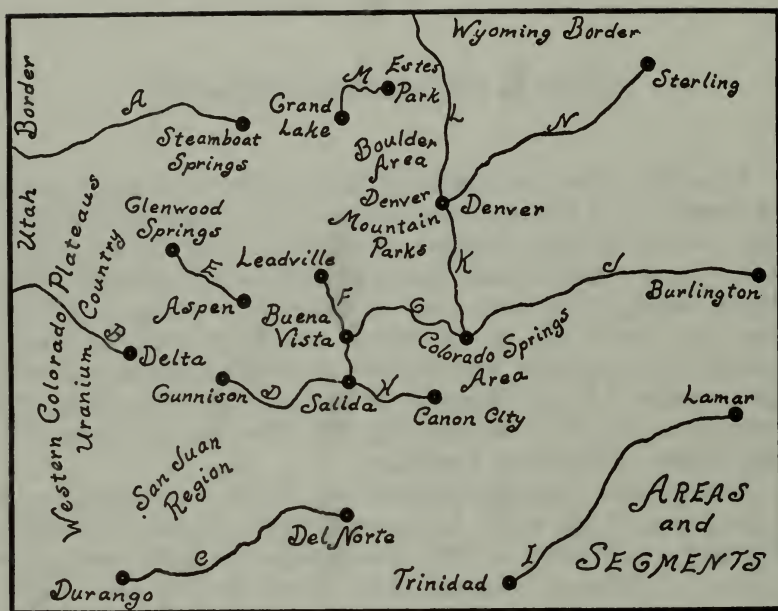 Wyoming Border
Sterling
Estes
Park
M
Grand
Lake
L
N
A
Border
Steamboat
Springs
Boulder
Area
Utah
Denver
Mountain
Parks
Denver
Glenwood
Springs
E
Aspen
Leadville
F
K
J
Burlington
Buena
Vista
G
Colorado Springs
Area
Western Colorado Plateaus
Uranium Country
B
Delta
Gunnison
D
Salida
H
Canon City
Lamar
San Juan
Region
Del Norte
C
Durango
Trinidad
I
AREAS
and
SEGMENTS